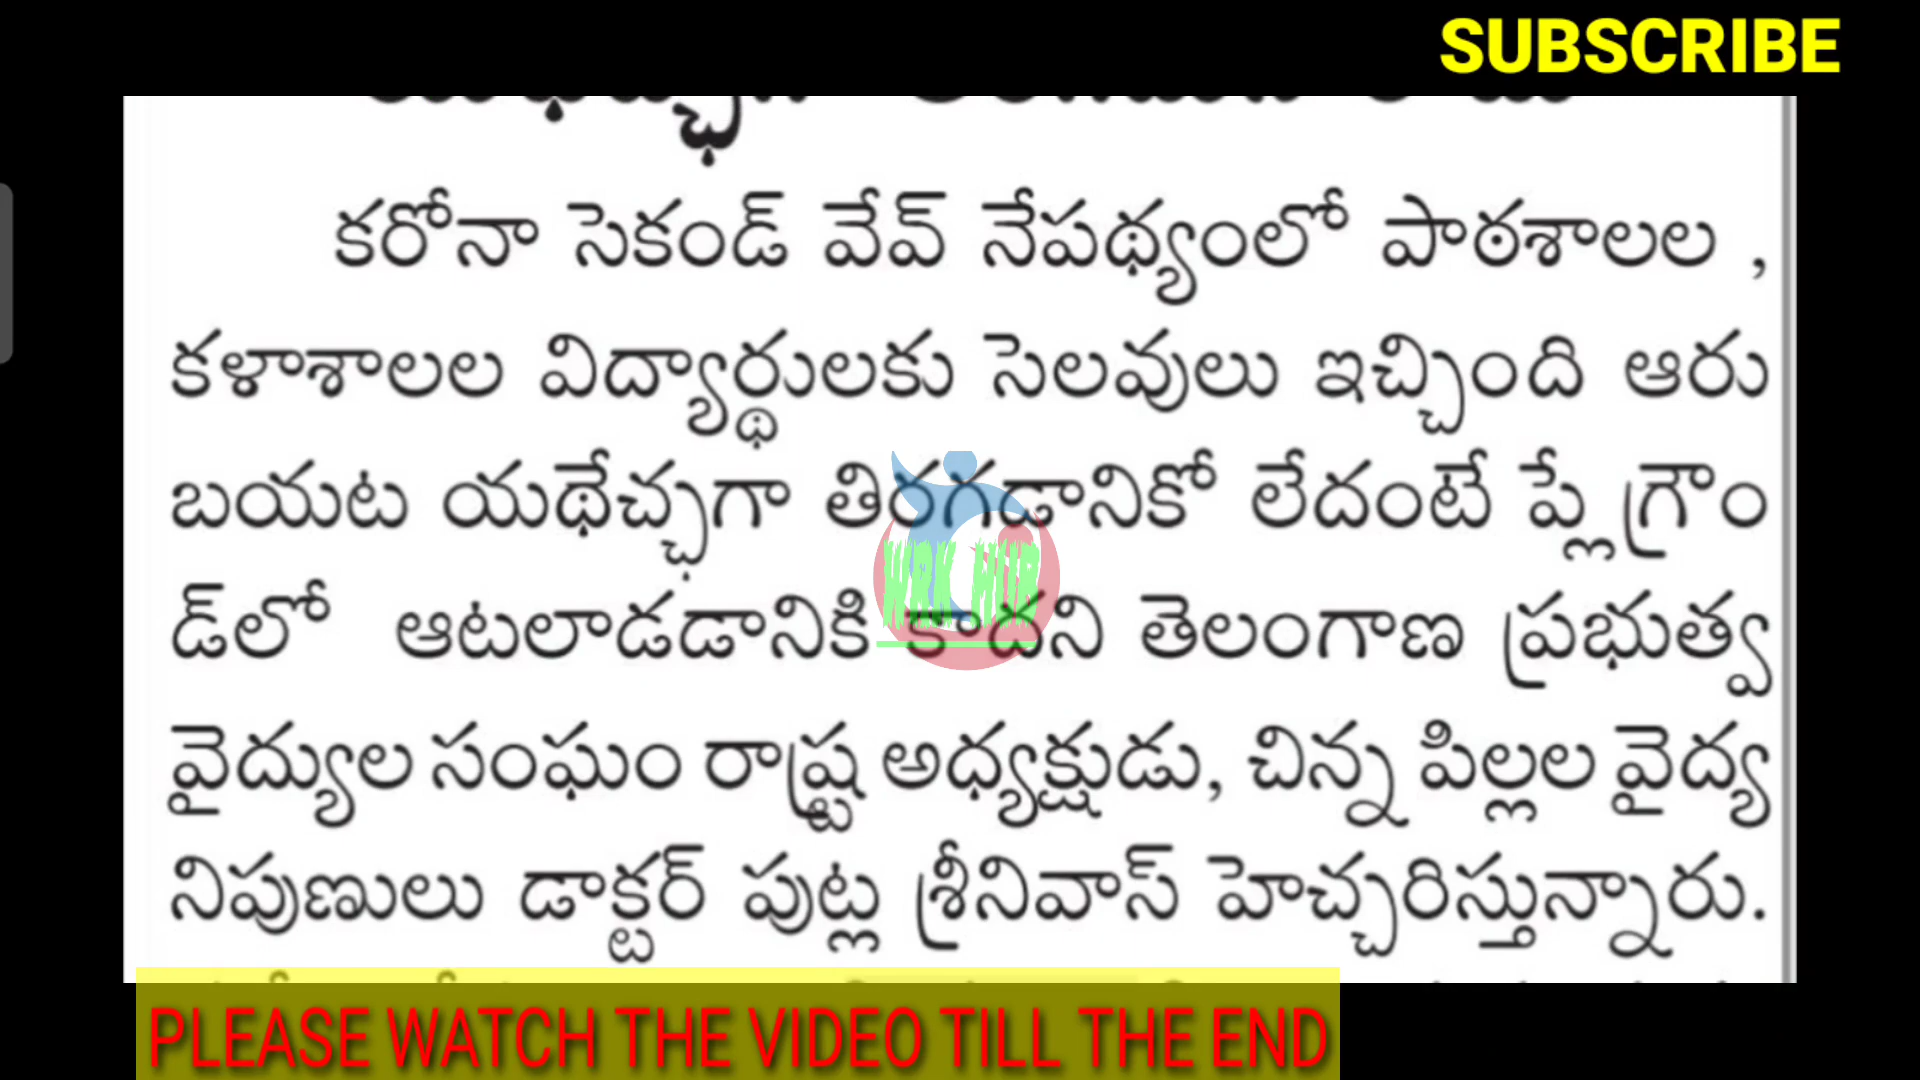 SUBSCRIBE
కరోనా సెకండ్ వేవ్ నేపథ్యంలో పాఠశాలల ,
కళాశాలల విద్యార్థులకు సెలవులు ఇచ్చింది ఆరు
బయట యథేచ్ఛగా తిరగడానికో లేదంటే ప్లే గ్రౌం
డ్‌లో ఆటలాడడానికి కాదని తెలంగాణ ప్రభుత్వ
వైద్యుల సంఘం రాష్ట్ర అధ్యక్షుడు, చిన్న పిల్లల వైద్య
నిపుణులు డాక్టర్ పుట్ల శ్రీనివాస్ హెచ్చరిస్తున్నారు.
PLEASE WATCH THE VIDEO TILL THE END